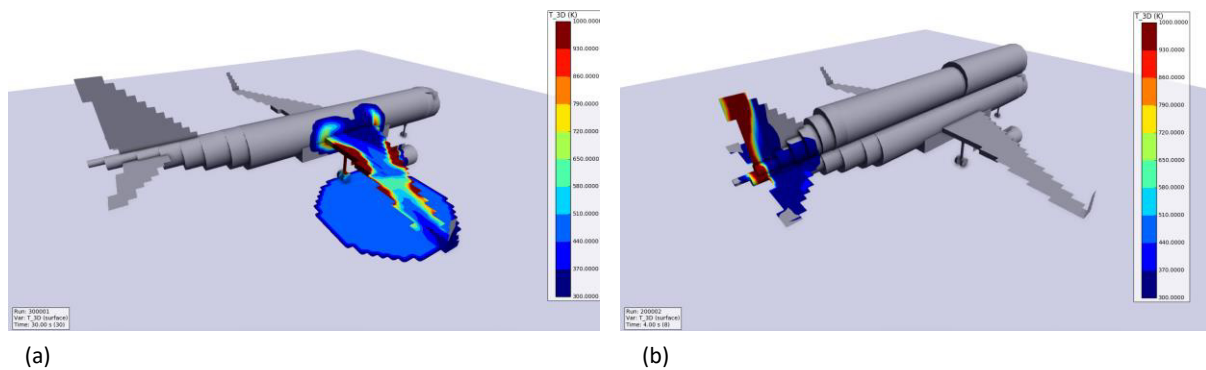 T_3D (K)
1000.0000
930.0000
860.0000
790.0000
720.0000
650.0000
580.0000
510.0000
440.0000
370.0000
300.0000
Run: 300001
Var: T_3D (surface)
Time: 30.00 s (30)
(a)
T_3D (K)
1000.0000
930.0000
860.0000
790.0000
720.0000
650.0000
580.0000
510.0000
440.0000
370.0000
300.0000
Run: 200002
Var: T_3D (surface)
Time: 4.00 s (8)
(b)